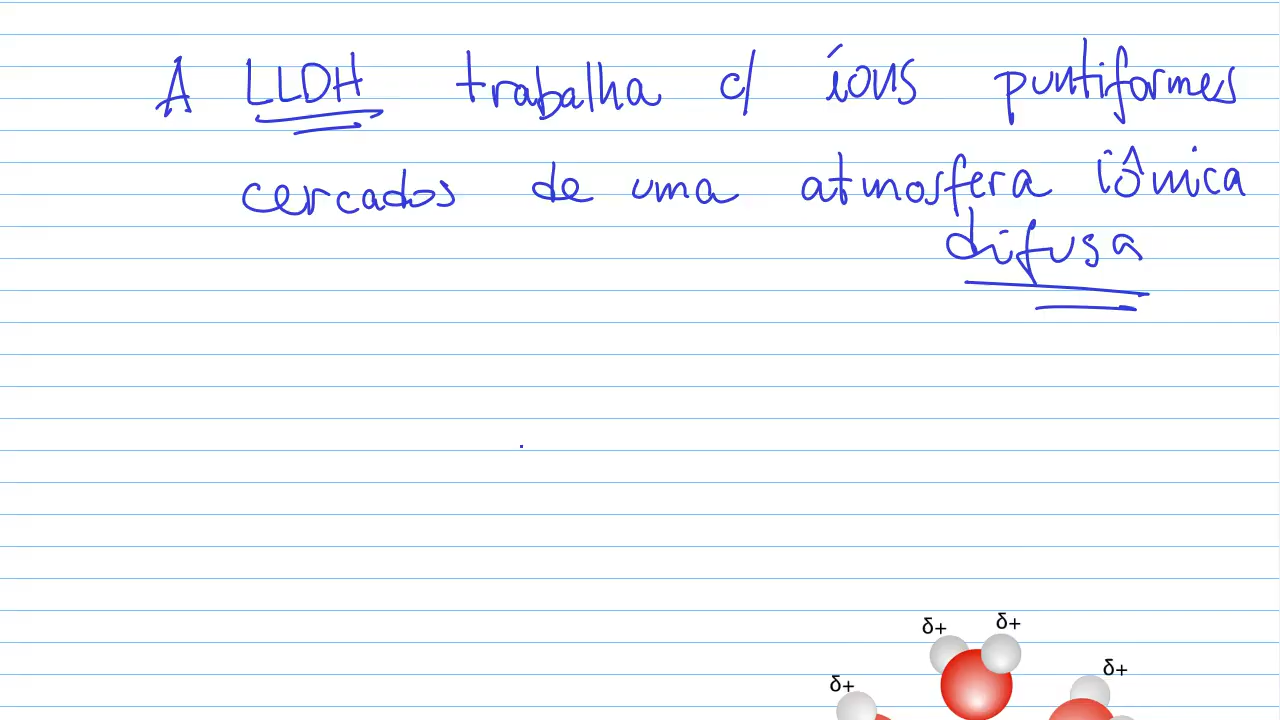 A LLDH trabalha c/ íons puntiformes
cercados de uma atmosfera iônica
difusa
δ+
δ+
δ+
δ+